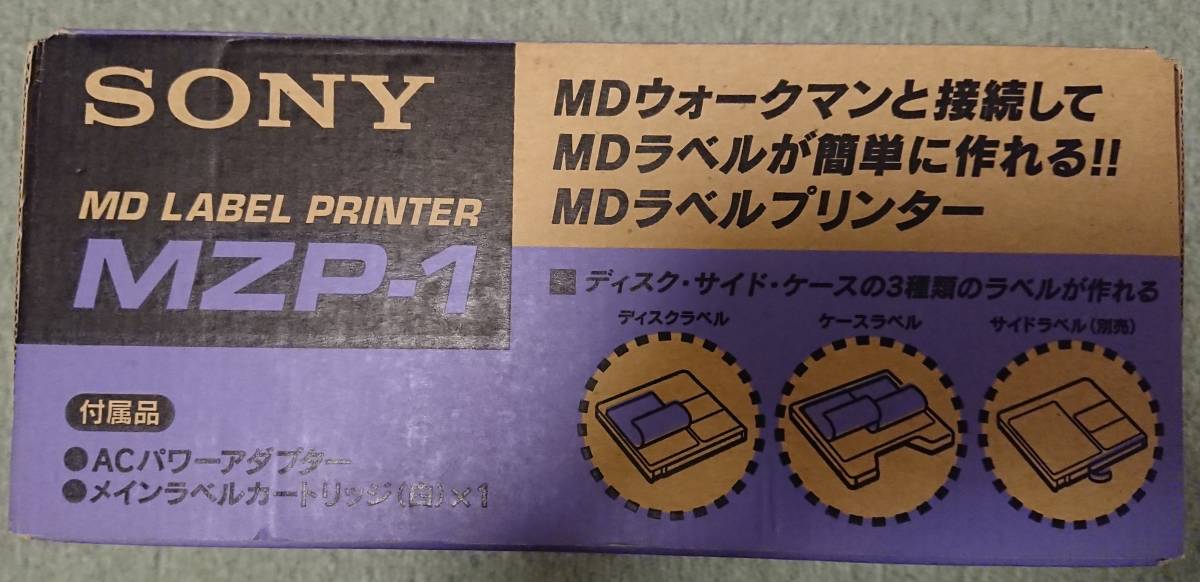 SONY
MD LABEL PRINTER
MZP-1
MDウォークマンと接続して
MDラベルが簡単に作れる!!
MDラベルプリンター
■ディスク・サイド・ケースの3種類のラベルが作れる
ディスクラベル
ケースラベル
サイドラベル(別売)
付属品
●ACパワーアダプター
●メインラベルカートリッジ(白)×1